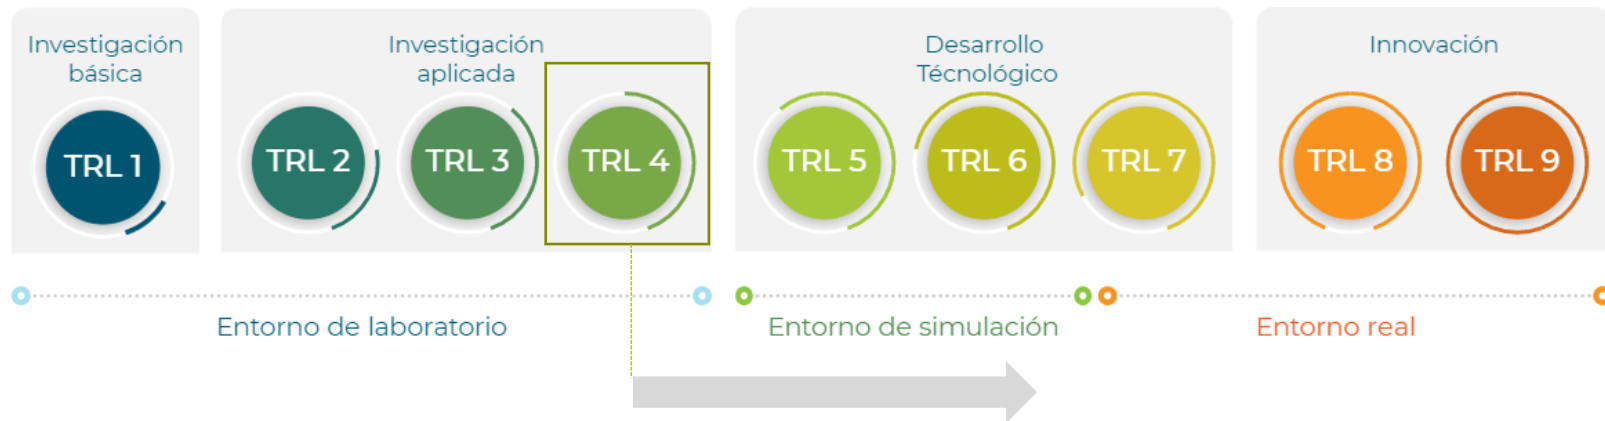 Investigación
básica
TRL 1
Investigación
aplicada
TRL 2
TRL 3
TRL 4
Desarrollo
Técnológico
TRL 5
TRL 6
TRL 7
Innovación
TRL 8
TRL 9
Entorno de laboratorio
Entorno de simulación
Entorno real